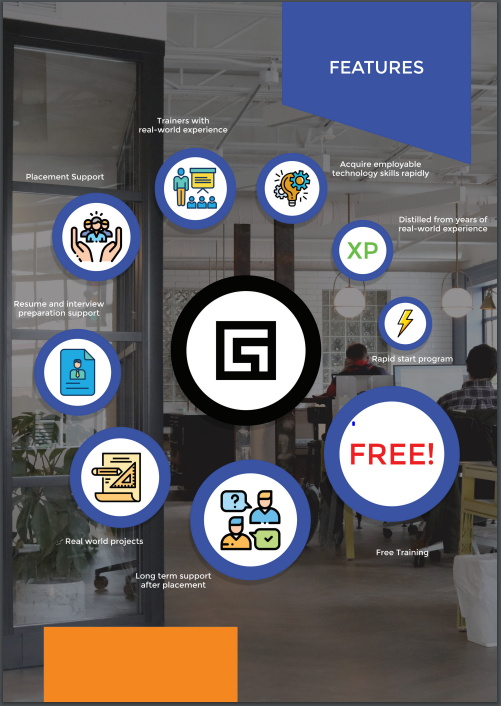 FEATURES
Trainers with
real-world experience
Acquire employable
technology skills rapidly
Placement Support
Distilled from years of
real-world experience
XP
Resume and interview
preparation support
Rapid start program
FREE!
?
Real world projects
Free Training
Long term support
after placement